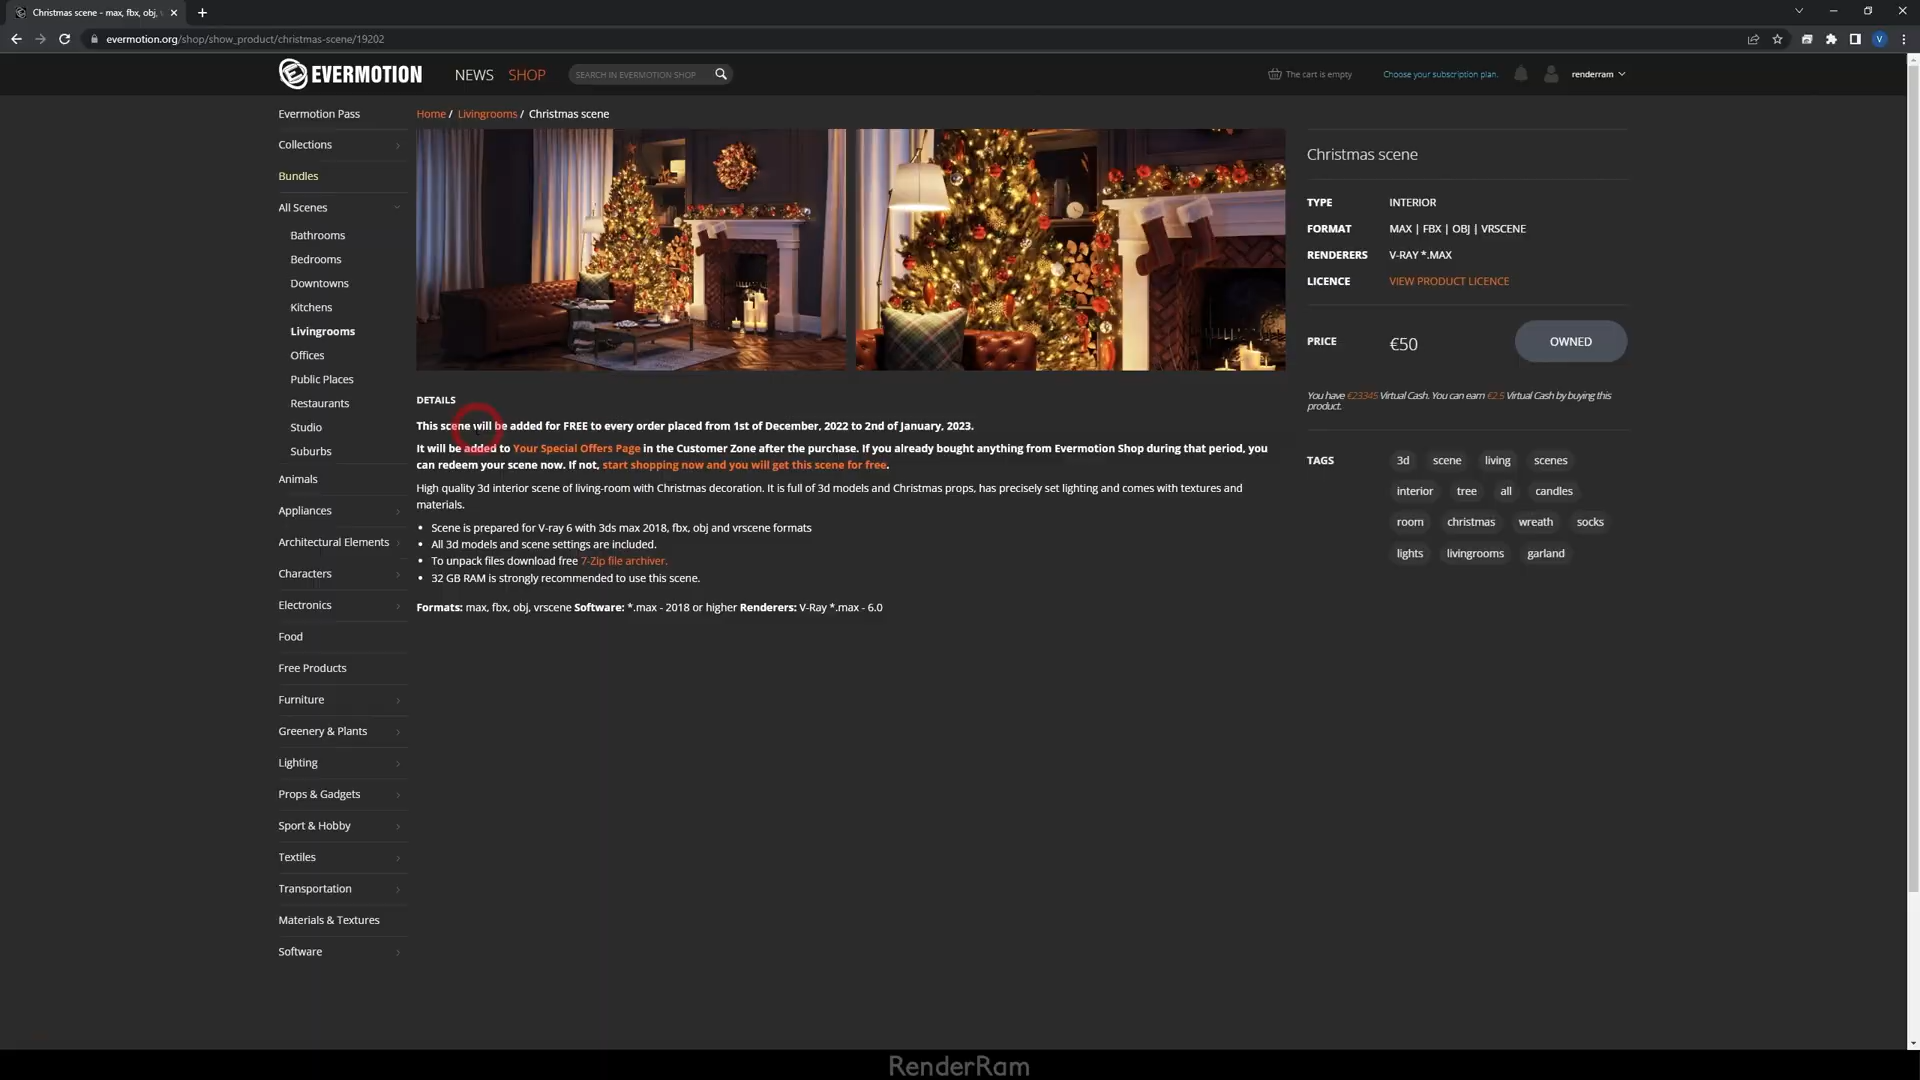 Christmas scene - max, fbx, obj,
evermotion.org/shop/show_product/christmas-scene/19202
V
EVERMOTION
NEWS SHOP
SEARCH IN EVERMOTION SHOP
The cart is empty
Choose your subscription plan.
renderram
Evermotion Pass
Collections
Bundles
All Scenes
Bathrooms
Bedrooms
Downtowns
Kitchens
Livingrooms
Offices
Public Places
Restaurants
Studio
Suburbs
Animals
Appliances
Architectural Elements
Characters
Electronics
Food
Free Products
Furniture
Greenery & Plants
Lighting
Props & Gadgets
Sport & Hobby
Textiles
Transportation
Materials & Textures
Software
Home / Livingrooms / Christmas scene
DETAILS
This scene will be added for FREE to every order placed from 1st of December, 2022 to 2nd of January, 2023.
It will be added to Your Special Offers Page in the Customer Zone after the purchase. If you already bought anything from Evermotion Shop during that period, you
can redeem your scene now. If not, start shopping now and you will get this scene for free.
High quality 3d interior scene of living-room with Christmas decoration. It is full of 3d models and Christmas props, has precisely set lighting and comes with textures and
materials.
• Scene is prepared for V-ray 6 with 3ds max 2018, fbx, obj and vrscene formats
• All 3d models and scene settings are included.
• To unpack files download free 7-Zip file archiver.
• 32 GB RAM is strongly recommended to use this scene.
Formats: max, fbx, obj, vrscene Software: *.max - 2018 or higher Renderers: V-Ray *.max - 6.0
Christmas scene
TYPE INTERIOR
FORMAT MAX | FBX | OBJ | VRSCENE
RENDERERS V-RAY *.MAX
LICENCE VIEW PRODUCT LICENCE
PRICE €50 OWNED
You have €23345 Virtual Cash. You can earn €2.5 Virtual Cash by buying this
product.
TAGS 3d scene living scenes
interior tree all candles
room christmas wreath socks
lights livingrooms garland
RenderRam